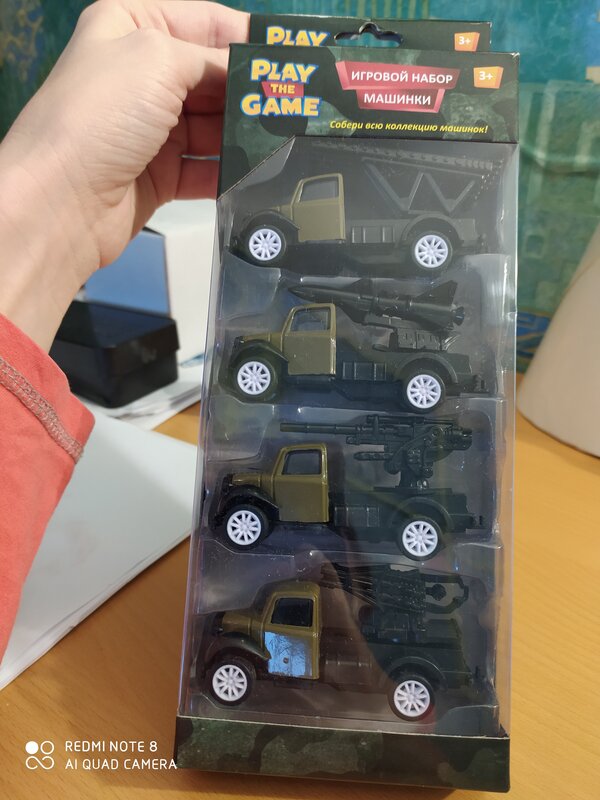 PLAY
3+
PLAY
THE
GAME
ИГРОВОЙ НАБОР
МАШИНКИ
3+
Собери всю коллекцию машинок!
REDMI NOTE 8
AI QUAD CAMERA